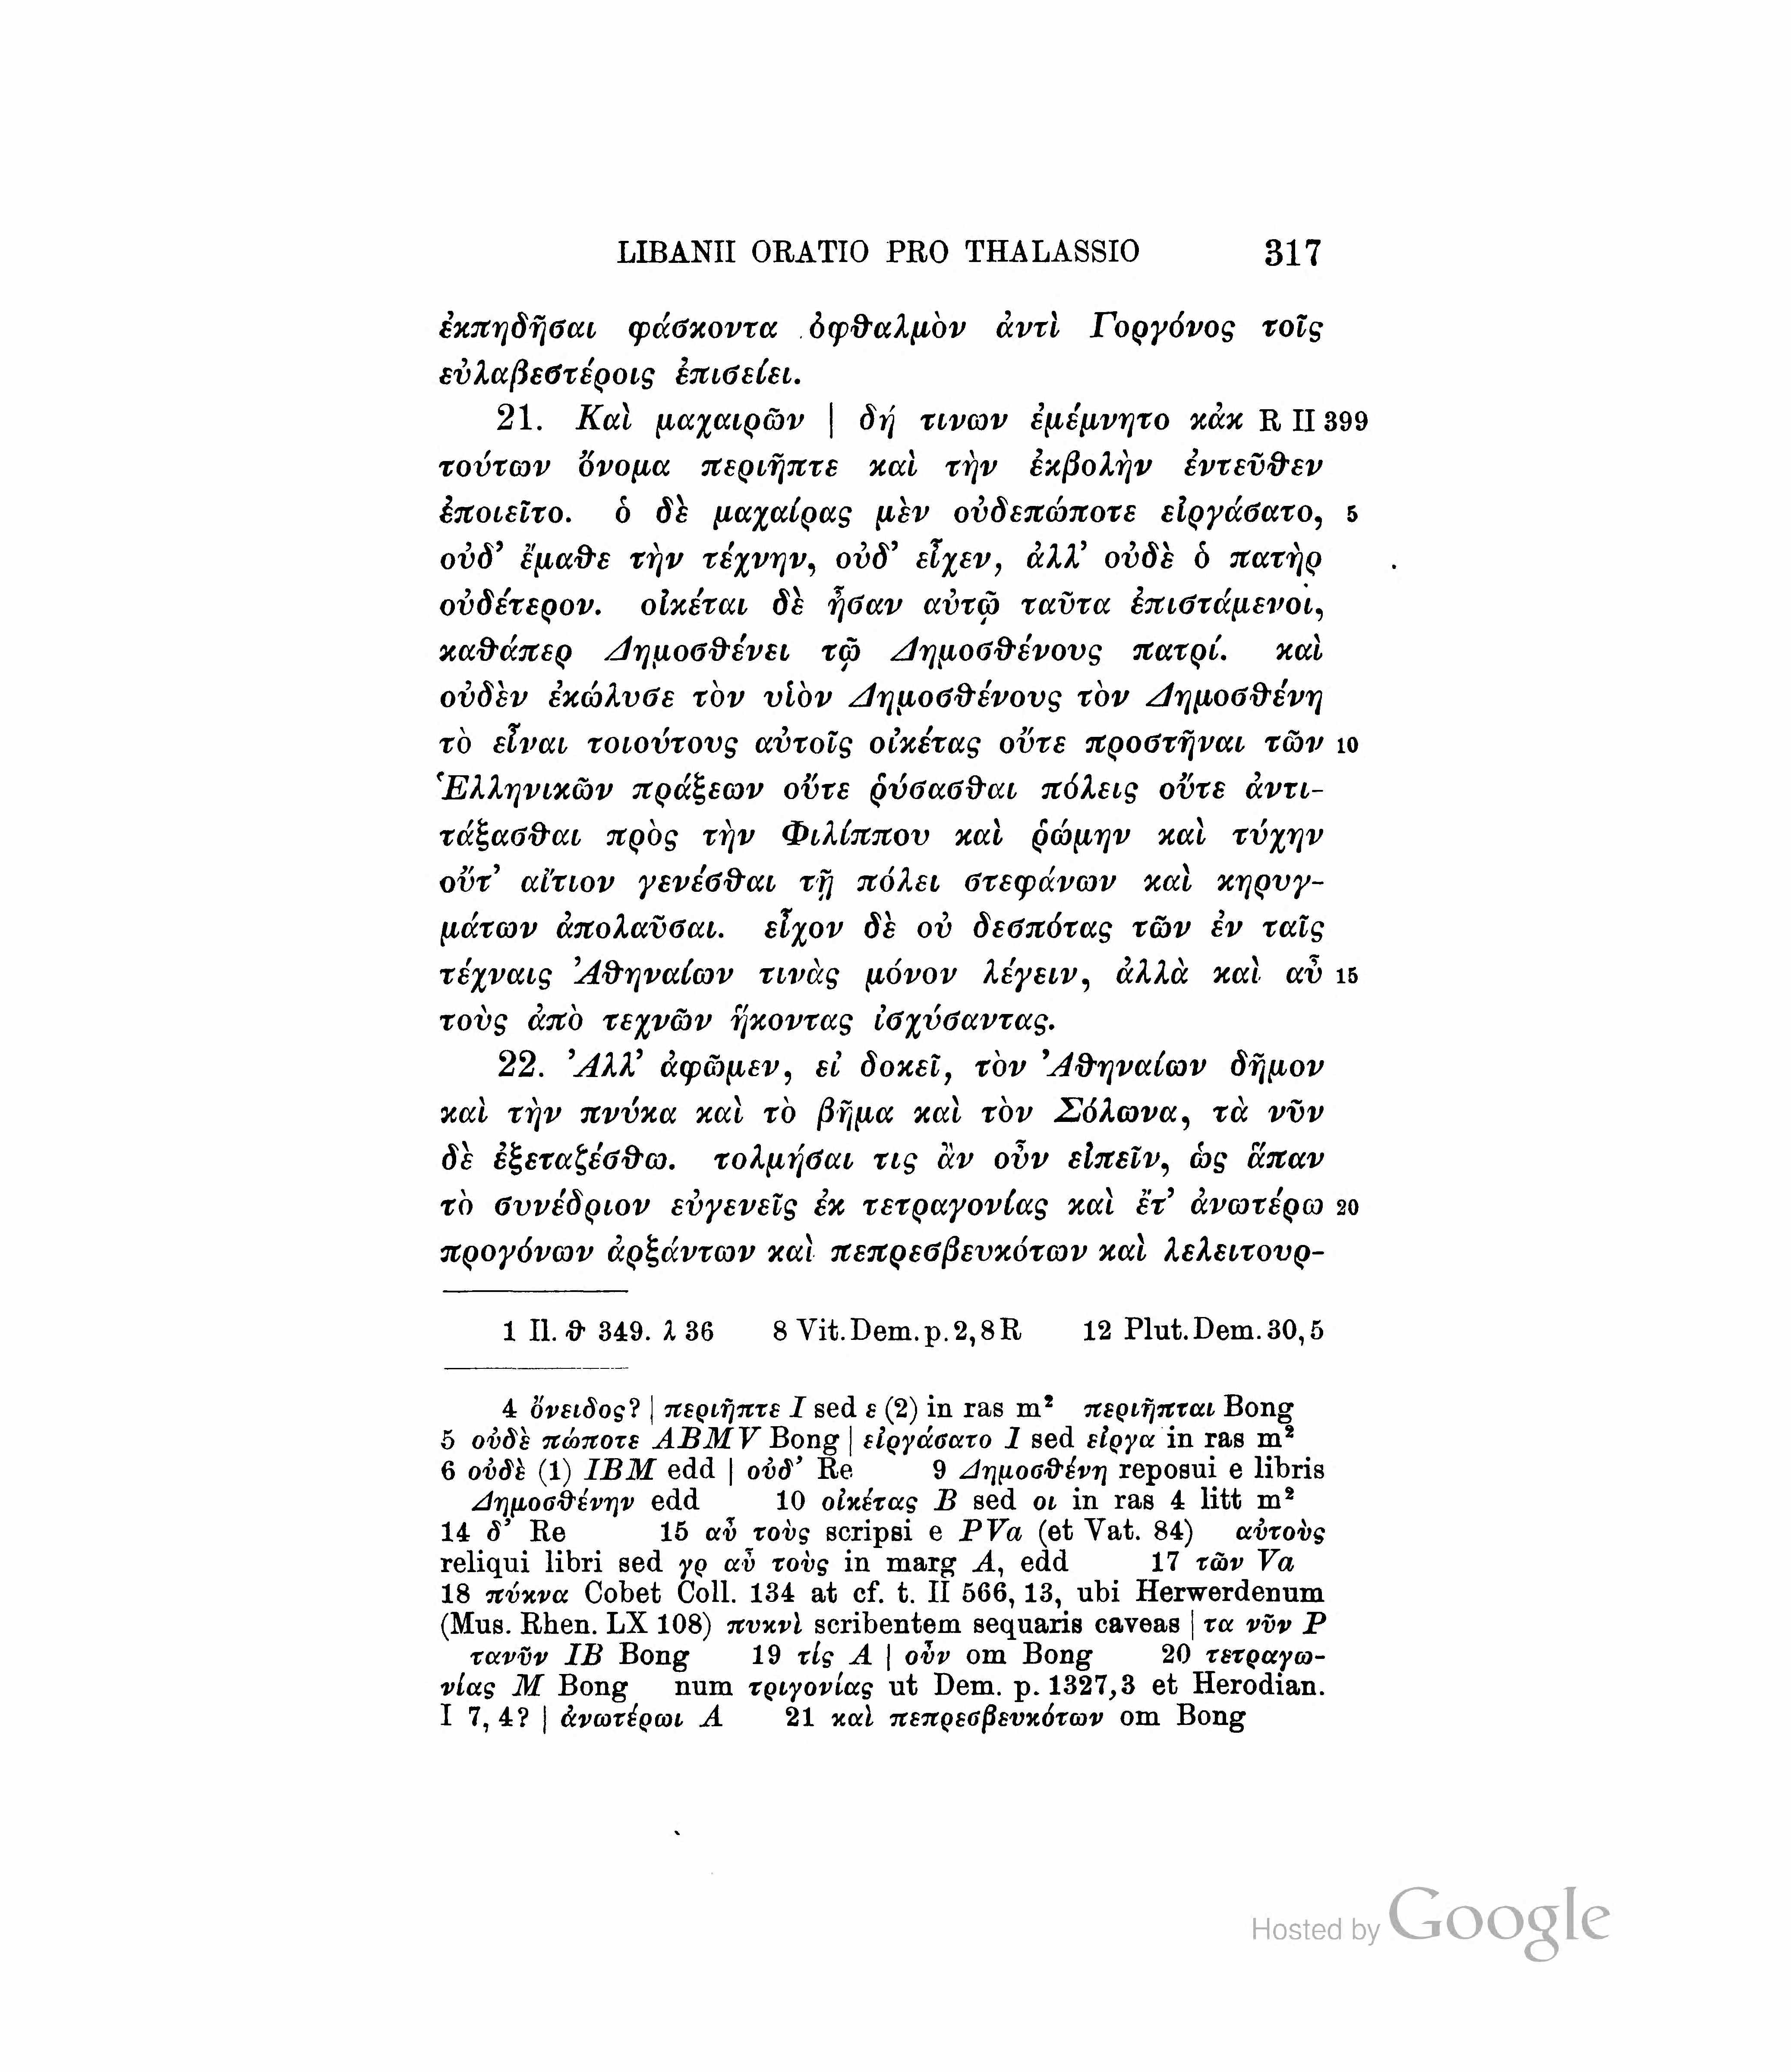 LIBANII ORATIO PRO THALASSIO 317
ἐκπηδῆσαι φάσκοντα ὀφθαλμὸν ἀντὶ Γοργόνος τοῖς
εὐλαβεστέροις ἐπισείει.
21. Καὶ μαχαιρῶν | δή τινων ἐμέμνητο κἀκ R II 399
τούτων ὄνομα περιῆπτε καὶ τὴν ἐκβολὴν ἐντεῦθεν
ἐποιεῖτο. ὁ δὲ μαχαίρας μὲν οὐδεπώποτε εἰργάσατο, 5
οὐδ’ ἔμαθε τὴν τέχνην, οὐδ’ εἶχεν, ἀλλ’ οὐδὲ ὁ πατὴρ
οὐδέτερον. οἰκέται δὲ ἦσαν αὐτῷ ταῦτα ἐπιστάμενοι,
καθάπερ Δημοσθένει τῷ Δημοσθένους πατρί. καὶ
οὐδὲν ἐκώλυσε τὸν υἱὸν Δημοσθένους τὸν Δημοσθένη
τὸ εἶναι τοιούτους αὐτοῖς οἰκέτας οὔτε προστῆναι τῶν 10
Ἑλληνικῶν πράξεων οὔτε ῥύσασθαι πόλεις οὔτε ἀντι-
τάξασθαι πρὸς τὴν Φιλίππου καὶ ῥώμην καὶ τύχην
οὔτ’ αἴτιον γενέσθαι τῇ πόλει στεφάνων καὶ κηρυγ-
μάτων ἀπολαῦσαι. εἶχον δὲ οὐ δεσπότας τῶν ἐν ταῖς
τέχναις Ἀθηναίων τινὰς μόνον λέγειν, ἀλλὰ καὶ αὖ 15
τοὺς ἀπὸ τεχνῶν ἥκοντας ἰσχύσαντας.
22. Ἀλλ’ ἀφῶμεν, εἰ δοκεῖ, τὸν Ἀθηναίων δῆμον
καὶ τὴν πνύκα καὶ τὸ βῆμα καὶ τὸν Σόλωνα, τὰ νῦν
δὲ ἐξεταζέσθω. τολμήσαι τις ἂν οὖν εἰπεῖν, ὡς ἅπαν
τὸ συνέδριον εὐγενεῖς ἐκ τετραγονίας καὶ ἔτ’ ἀνωτέρω 20
προγόνων ἀρξάντων καὶ πεπρεσβευκότων καὶ λελειτουρ-
1 Il. θ 349. λ 36 8 Vit. Dem. p. 2, 8 R 12 Plut. Dem. 30, 5
4 ὄνειδος? | περιῆπτε I sed ε (2) in ras m² περιῆπται Bong
5 οὐδὲ πώποτε ABMV Bong | εἰργάσατο I sed εἰργα in ras m²
6 οὐδὲ (1) IBM edd | οὐδ’ Re 9 Δημοσθένη reposui e libris
Δημοσθένην edd 10 οἰκέτας B sed οι in ras 4 litt m²
14 δ’ Re 15 αὖ τοὺς scripsi e PVa (et Vat. 84) αὐτοὺς
reliqui libri sed γρ αὖ τοὺς in marg A, edd 17 τῶν Va
18 πύκνα Cobet Coll. 134 at cf. t. II 566, 13, ubi Herwerdenum
(Mus. Rhen. LX 108) πυκνὶ scribentem sequaris caveas | τα νῦν P
τανῦν IB Bong 19 τίς A | οὖν om Bong 20 τετραγω-
νίας M Bong num τριγονίας ut Dem. p. 1327, 3 et Herodian.
I 7, 4? | ἀνωτέρωι A 21 καὶ πεπρεσβευκότων om Bong
Hosted by Google